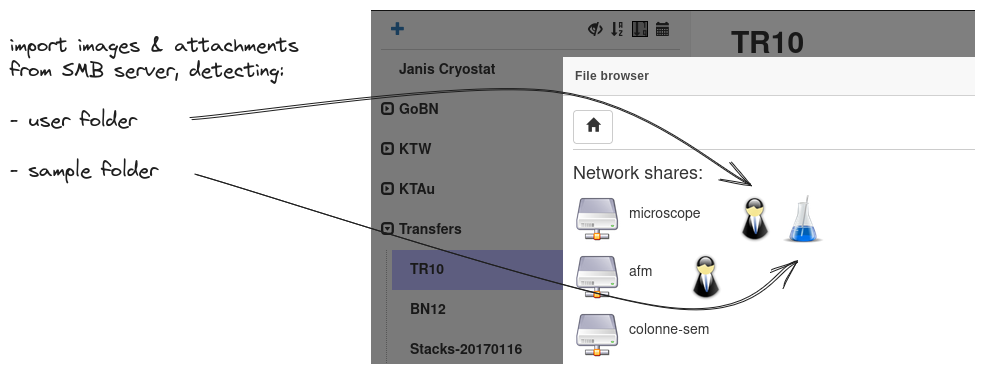 import images & attachments
from SMB server, detecting:
- user folder
- sample folder
TR10
Janis Cryostat
GoBN
KTW
KTAu
Transfers
TR10
BN12
Stacks-20170116
File browser
Network shares:
microscope
afm
colonne-sem